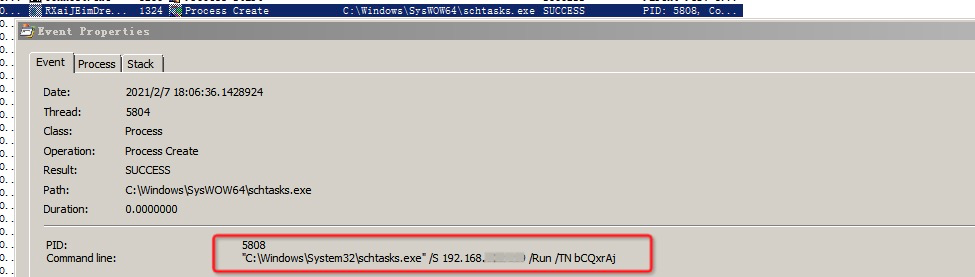 RXaijEimDre... 1324 Process Create C:\Windows\SysWOW64\schtasks.exe SUCCESS PID: 5808, Co...
Event Properties
Event Process Stack
Date: 2021/2/7 18:06:36.1428924
Thread: 5804
Class: Process
Operation: Process Create
Result: SUCCESS
Path: C:\Windows\SysWOW64\schtasks.exe
Duration: 0.0000000
PID: 5808
Command line: "C:\Windows\System32\schtasks.exe" /S 192.168. /Run /TN bCQxrAj